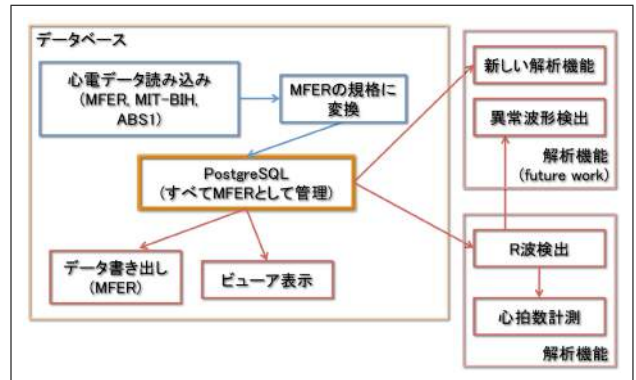 データベース
心電データ読み込み
(MFER, MIT-BIH,
ABS1)
MFERの規格に
変換
PostgreSQL
(すべてMFERとして管理)
データ書き出し
(MFER)
ビューア表示
新しい解析機能
異常波形検出
解析機能
(future work)
R波検出
心拍数計測
解析機能